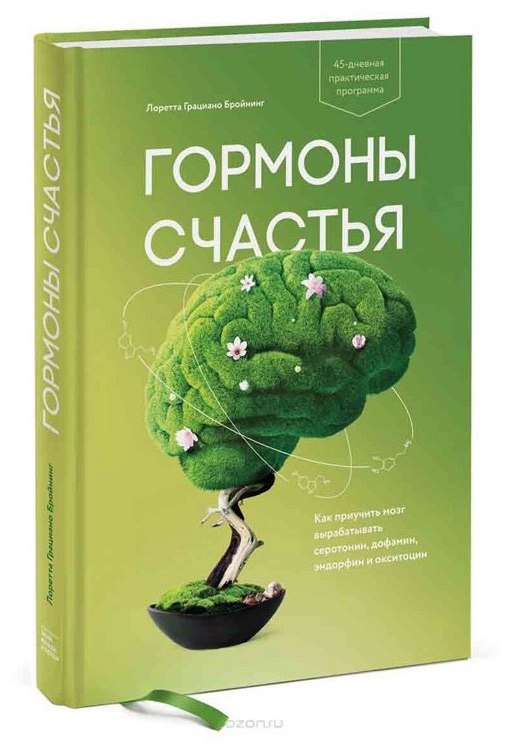 45-дневная
практическая
программа
Лоретта Грациано Бройнинг
ГОРМОНЫ
СЧАСТЬЯ
Как приучить мозг
вырабатывать
серотонин, дофамин,
эндорфин и окситоцин
ГОРМОНЫ СЧАСТЬЯ
Лоретта Грациано Бройнинг
ozon.ru